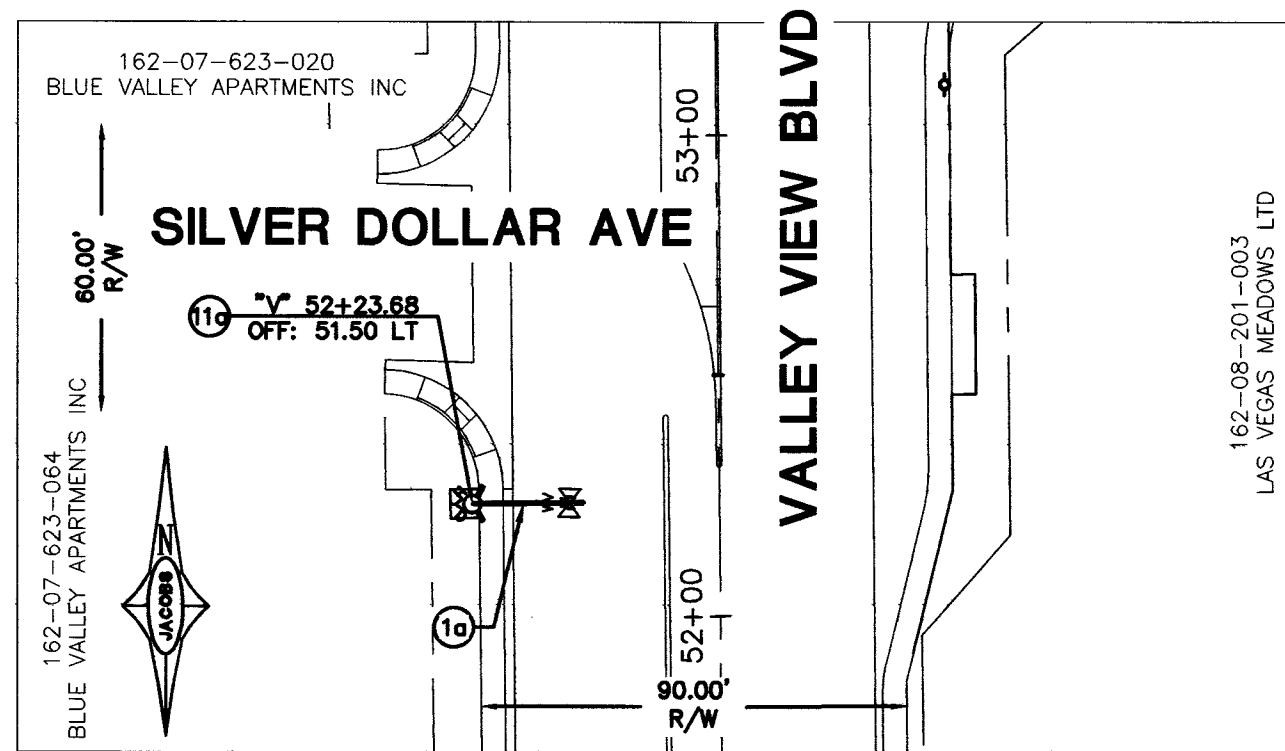 162-07-623-020
BLUE VALLEY APARTMENTS INC
60.00'
R/W
SILVER DOLLAR AVE
11a
"V" 52+23.68
OFF: 51.50 LT
53+00
VALLEY VIEW BLVD
162-08-201-003
LAS VEGAS MEADOWS LTD
162-07-623-064
BLUE VALLEY APARTMENTS INC
N
JACOBS
W
1a
52+00
90.00'
R/W